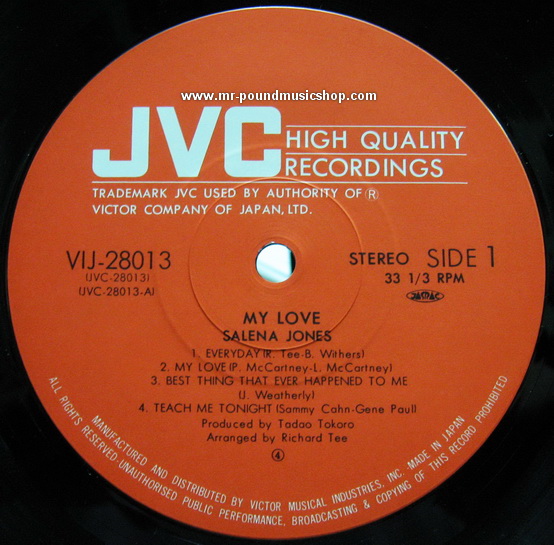 www.mr-poundmusicshop.com
JVC
HIGH QUALITY
RECORDINGS
TRADEMARK JVC USED BY AUTHORITY OF ®
VICTOR COMPANY OF JAPAN, LTD.
VIJ-28013
(JVC-28013)
(JVC-28013-A)
STEREO SIDE 1
33 1/3 RPM
JASRAC
MY LOVE
SALENA JONES
1. EVERYDAY(R. Tee-B. Withers)
2. MY LOVE(P. McCartney-L. McCartney)
3. BEST THING THAT EVER HAPPENED TO ME
(J. Weatherly)
4. TEACH ME TONIGHT(Sammy Cahn-Gene Paull
Produced by Tadao Tokoro
Arranged by Richard Tee
④
MANUFACTURED AND DISTRIBUTED BY VICTOR MUSICAL INDUSTRIES, INC. MADE IN JAPAN
ALL RIGHTS RESERVED UNAUTHORISED PUBLIC PERFORMANCE, BROADCASTING & COPYING OF THIS RECORD PROHIBITED